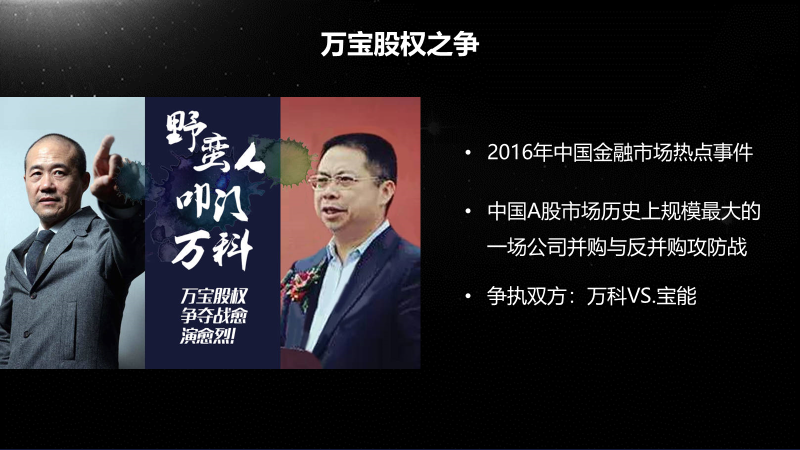 万宝股权之争
野
蛮人
叩门
万科
万宝股权
争夺战愈
演愈烈!
• 2016年中国金融市场热点事件
• 中国A股市场历史上规模最大的
一场公司并购与反并购攻防战
• 争执双方：万科VS.宝能